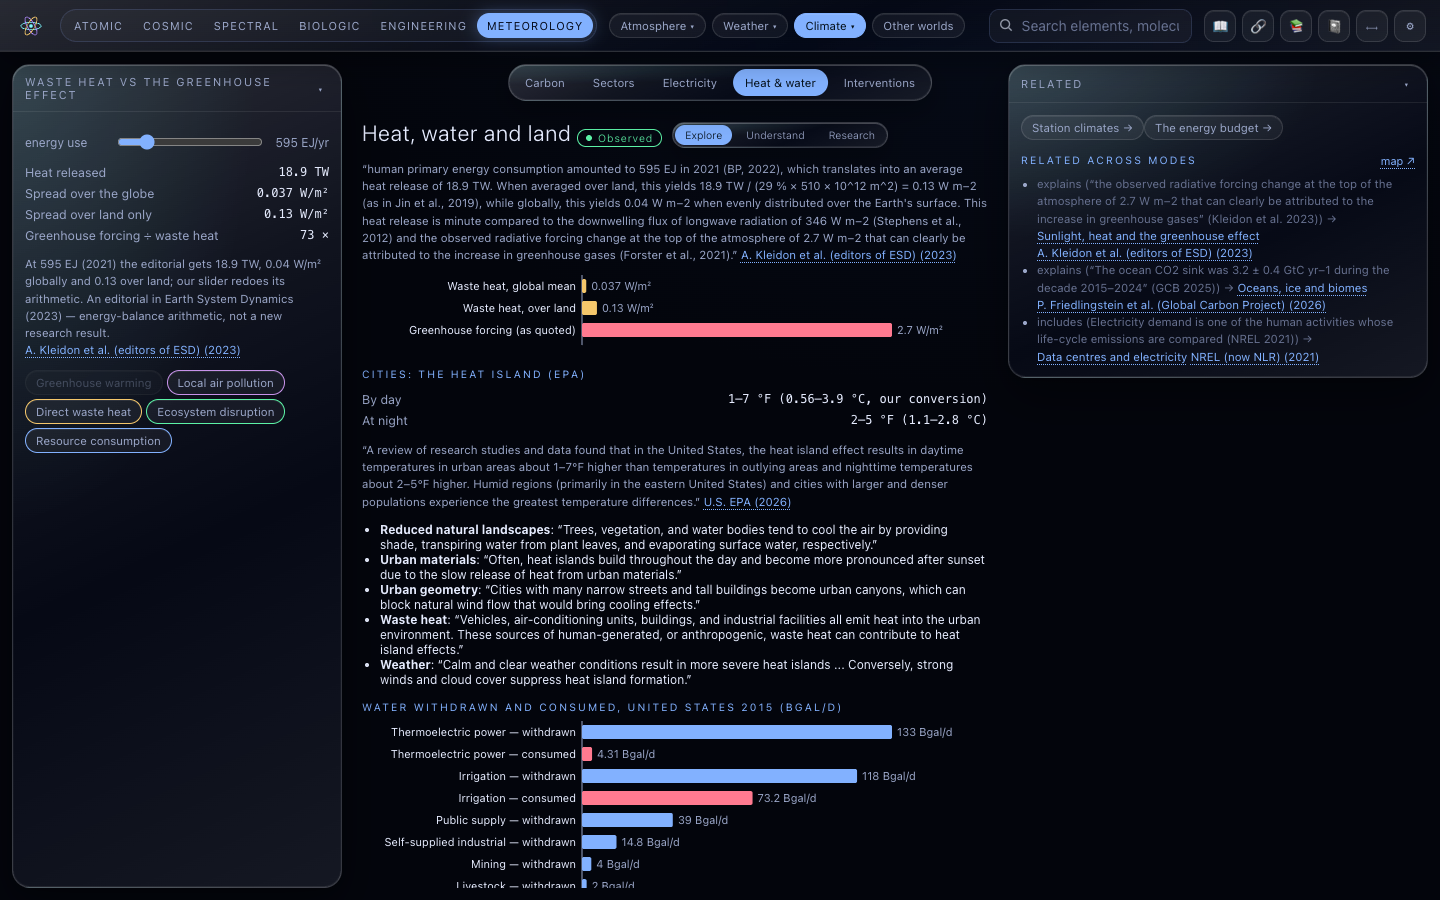 ATOMIC COSMIC SPECTRAL BIOLOGIC ENGINEERING METEOROLOGY Atmosphere ▾ Weather ▾ Climate ▾ Other worlds Search elements, molecu
WASTE HEAT VS THE GREENHOUSE
EFFECT
energy use 595 EJ/yr
Heat released 18.9 TW
Spread over the globe 0.037 W/m²
Spread over land only 0.13 W/m²
Greenhouse forcing ÷ waste heat 73 ×
At 595 EJ (2021) the editorial gets 18.9 TW, 0.04 W/m²
globally and 0.13 over land; our slider redoes its
arithmetic. An editorial in Earth System Dynamics
(2023) — energy-balance arithmetic, not a new
research result.
A. Kleidon et al. (editors of ESD) (2023)
Greenhouse warming Local air pollution
Direct waste heat Ecosystem disruption
Resource consumption
Carbon Sectors Electricity Heat & water Interventions
Heat, water and land Observed Explore Understand Research
“human primary energy consumption amounted to 595 EJ in 2021 (BP, 2022), which translates into an average
heat release of 18.9 TW. When averaged over land, this yields 18.9 TW / (29 % × 510 × 10^12 m^2) = 0.13 W m−2
(as in Jin et al., 2019), while globally, this yields 0.04 W m−2 when evenly distributed over the Earth's surface. This
heat release is minute compared to the downwelling flux of longwave radiation of 346 W m−2 (Stephens et al.,
2012) and the observed radiative forcing change at the top of the atmosphere of 2.7 W m−2 that can clearly be
attributed to the increase in greenhouse gases (Forster et al., 2021).” A. Kleidon et al. (editors of ESD) (2023)
Waste heat, global mean 0.037 W/m²
Waste heat, over land 0.13 W/m²
Greenhouse forcing (as quoted) 2.7 W/m²
CITIES: THE HEAT ISLAND (EPA)
By day 1–7 °F (0.56–3.9 °C, our conversion)
At night 2–5 °F (1.1–2.8 °C)
“A review of research studies and data found that in the United States, the heat island effect results in daytime
temperatures in urban areas about 1–7°F higher than temperatures in outlying areas and nighttime temperatures
about 2–5°F higher. Humid regions (primarily in the eastern United States) and cities with larger and denser
populations experience the greatest temperature differences.” U.S. EPA (2026)
• Reduced natural landscapes: “Trees, vegetation, and water bodies tend to cool the air by providing
shade, transpiring water from plant leaves, and evaporating surface water, respectively.”
• Urban materials: “Often, heat islands build throughout the day and become more pronounced after sunset
due to the slow release of heat from urban materials.”
• Urban geometry: “Cities with many narrow streets and tall buildings become urban canyons, which can
block natural wind flow that would bring cooling effects.”
• Waste heat: “Vehicles, air-conditioning units, buildings, and industrial facilities all emit heat into the urban
environment. These sources of human-generated, or anthropogenic, waste heat can contribute to heat
island effects.”
• Weather: “Calm and clear weather conditions result in more severe heat islands ... Conversely, strong
winds and cloud cover suppress heat island formation.”
WATER WITHDRAWN AND CONSUMED, UNITED STATES 2015 (BGAL/D)
Thermoelectric power — withdrawn 133 Bgal/d
Thermoelectric power — consumed 4.31 Bgal/d
Irrigation — withdrawn 118 Bgal/d
Irrigation — consumed 73.2 Bgal/d
Public supply — withdrawn 39 Bgal/d
Self-supplied industrial — withdrawn 14.8 Bgal/d
Mining — withdrawn 4 Bgal/d
Livestock — withdrawn 2 Bgal/d
RELATED
Station climates → The energy budget →
RELATED ACROSS MODES map ↗
• explains (“the observed radiative forcing change at the top of the
atmosphere of 2.7 W m−2 that can clearly be attributed to the
increase in greenhouse gases” (Kleidon et al. 2023)) →
Sunlight, heat and the greenhouse effect
A. Kleidon et al. (editors of ESD) (2023)
• explains (“The ocean CO2 sink was 3.2 ± 0.4 GtC yr−1 during the
decade 2015–2024” (GCB 2025)) → Oceans, ice and biomes
P. Friedlingstein et al. (Global Carbon Project) (2026)
• includes (Electricity demand is one of the human activities whose
life-cycle emissions are compared (NREL 2021)) →
Data centres and electricity NREL (now NLR) (2021)